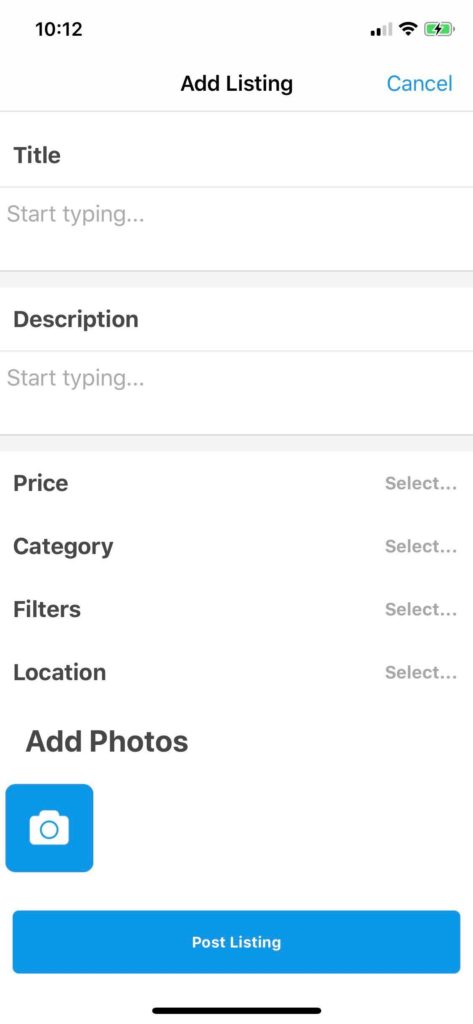 10:12
Add Listing Cancel
Title
Start typing...
Description
Start typing...
Price Select...
Category Select...
Filters Select...
Location Select...
Add Photos
Post Listing